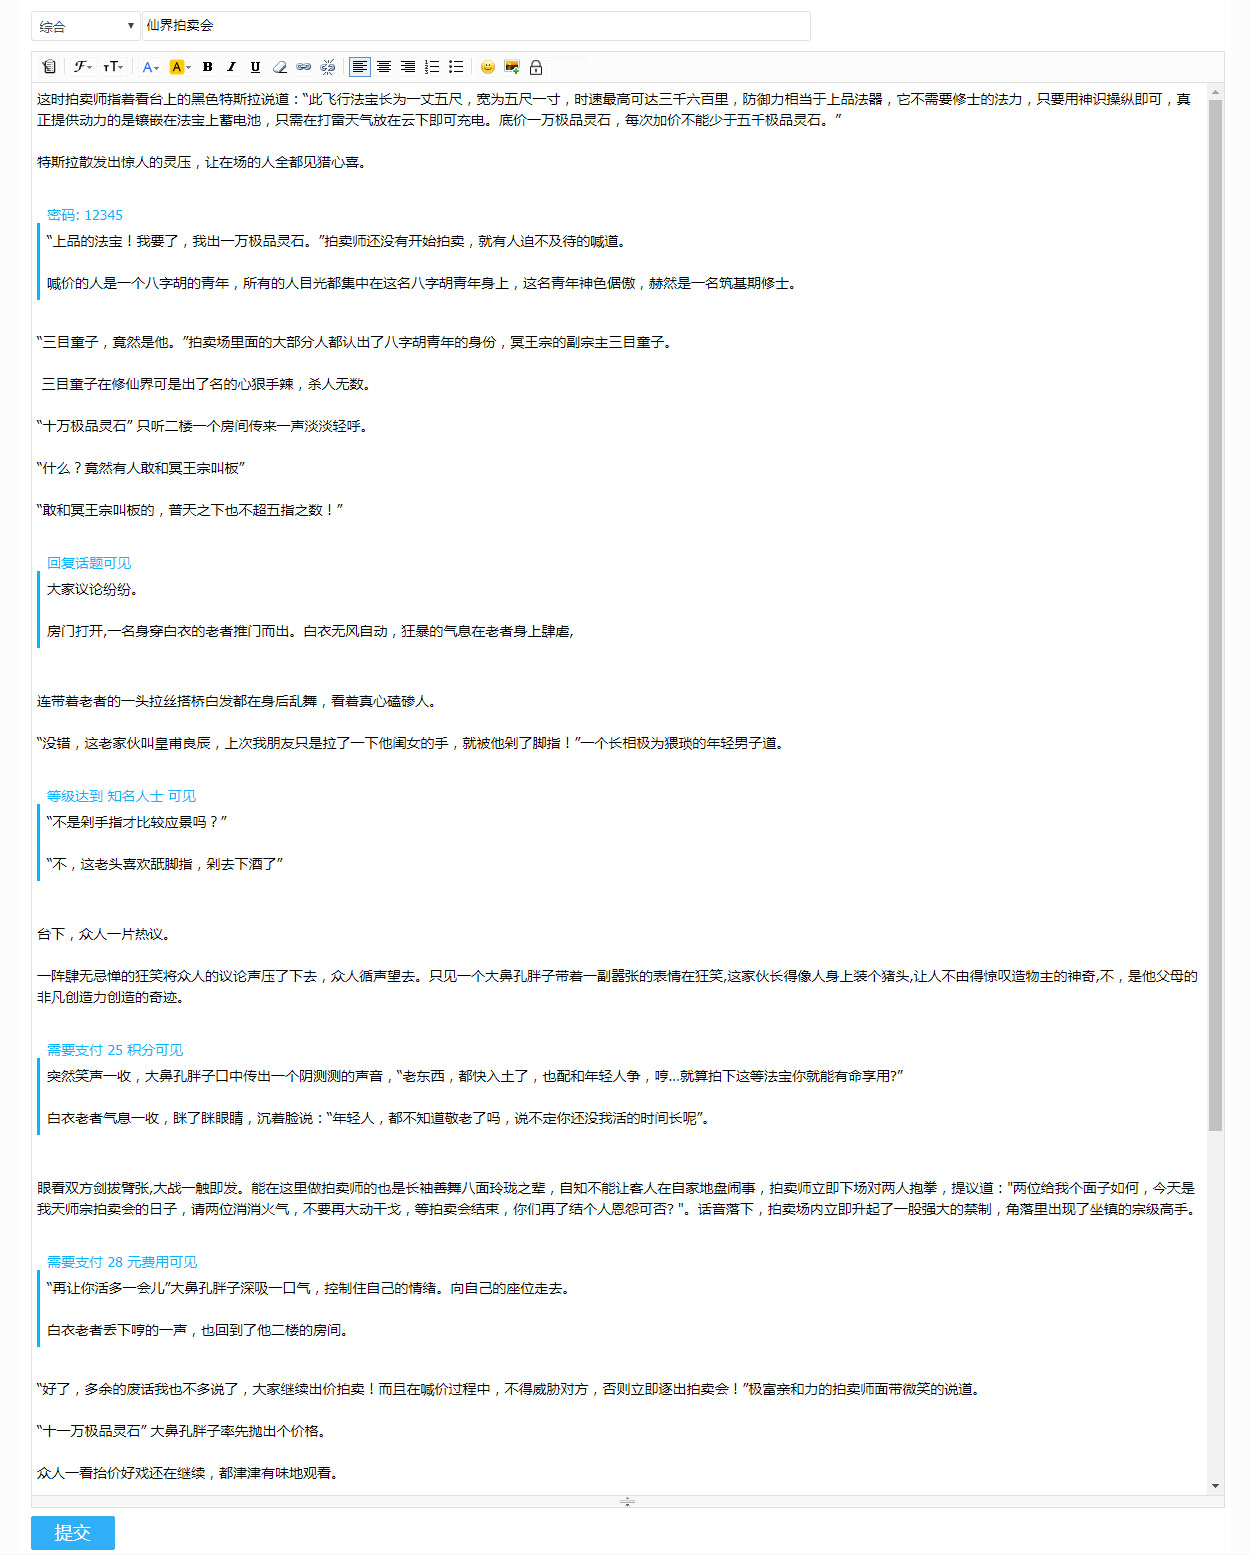 综合
仙界拍卖会
这时拍卖师指着看台上的黑色特斯拉说道：“此飞行法宝长为一丈五尺，宽为五尺一寸，时速最高可达三千六百里，防御力相当于上品法器，它不需要修士的法力，只要用神识操纵即可，真
正提供动力的是镶嵌在法宝上蓄电池，只需在打雷天气放在云下即可充电。底价一万极品灵石，每次加价不能少于五千极品灵石。”
特斯拉散发出惊人的灵压，让在场的人全都见猎心喜。
密码: 12345
“上品的法宝！我要了，我出一万极品灵石。”拍卖师还没有开始拍卖，就有人迫不及待的喊道。
喊价的人是一个八字胡的青年，所有的人目光都集中在这名八字胡青年身上，这名青年神色倨傲，赫然是一名筑基期修士。
“三目童子，竟然是他。”拍卖场里面的大部分人都认出了八字胡青年的身份，冥王宗的副宗主三目童子。
三目童子在修仙界可是出了名的心狠手辣，杀人无数。
“十万极品灵石” 只听二楼一个房间传来一声淡淡轻呼。
“什么？竟然有人敢和冥王宗叫板”
“敢和冥王宗叫板的，普天之下也不超五指之数！”
回复话题可见
大家议论纷纷。
房门打开,一名身穿白衣的老者推门而出。白衣无风自动，狂暴的气息在老者身上肆虐,
连带着老者的一头拉丝搭桥白发都在身后乱舞，看着真心磕碜人。
“没错，这老家伙叫皇甫良辰，上次我朋友只是拉了一下他闺女的手，就被他剁了脚指！”一个长相极为猥琐的年轻男子道。
等级达到 知名人士 可见
“不是剁手指才比较应景吗？”
“不，这老头喜欢舐脚指，剁去下酒了”
台下，众人一片热议。
一阵肆无忌惮的狂笑将众人的议论声压了下去，众人循声望去。只见一个大鼻孔胖子带着一副嚣张的表情在狂笑,这家伙长得像人身上装个猪头,让人不由得惊叹造物主的神奇,不，是他父母的
非凡创造力创造的奇迹。
需要支付 25 积分可见
突然笑声一收，大鼻孔胖子口中传出一个阴测测的声音，“老东西，都快入土了，也配和年轻人争，哼...就算拍下这等法宝你就能有命享用?”
白衣老者气息一收，眯了眯眼睛，沉着脸说：“年轻人，都不知道敬老了吗，说不定你还没我活的时间长呢”。
眼看双方剑拔臂张,大战一触即发。能在这里做拍卖师的也是长袖善舞八面玲珑之辈，自知不能让客人在自家地盘闹事，拍卖师立即下场对两人抱拳，提议道："两位给我个面子如何，今天是
我天师宗拍卖会的日子，请两位消消火气，不要再大动干戈，等拍卖会结束，你们再了结个人恩怨可否? "。话音落下，拍卖场内立即升起了一股强大的禁制，角落里出现了坐镇的宗级高手。
需要支付 28 元费用可见
“再让你活多一会儿”大鼻孔胖子深吸一口气，控制住自己的情绪。向自己的座位走去。
白衣老者丢下哼的一声，也回到了他二楼的房间。
“好了，多余的废话我也不多说了，大家继续出价拍卖！而且在喊价过程中，不得威胁对方，否则立即逐出拍卖会！”极富亲和力的拍卖师面带微笑的说道。
“十一万极品灵石” 大鼻孔胖子率先抛出个价格。
众人一看抬价好戏还在继续，都津津有味地观看。
提交